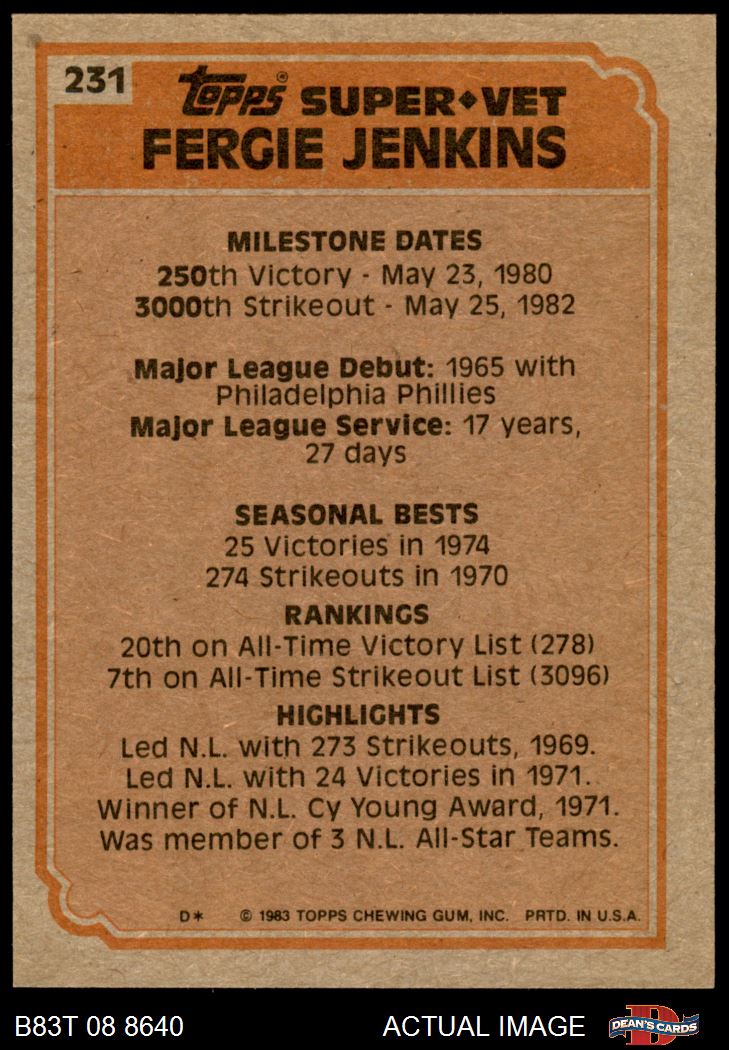 231
Topps® SUPER♦VET
FERGIE JENKINS
MILESTONE DATES
250th Victory - May 23, 1980
3000th Strikeout - May 25, 1982
Major League Debut: 1965 with
Philadelphia Phillies
Major League Service: 17 years,
27 days
SEASONAL BESTS
25 Victories in 1974
274 Strikeouts in 1970
RANKINGS
20th on All-Time Victory List (278)
7th on All-Time Strikeout List (3096)
HIGHLIGHTS
Led N.L. with 273 Strikeouts, 1969.
Led N.L. with 24 Victories in 1971.
Winner of N.L. Cy Young Award, 1971.
Was member of 3 N.L. All-Star Teams.
D* © 1983 TOPPS CHEWING GUM, INC. PRTD. IN U.S.A.
B83T 08 8640 ACTUAL IMAGE D DEAN'S CARDS